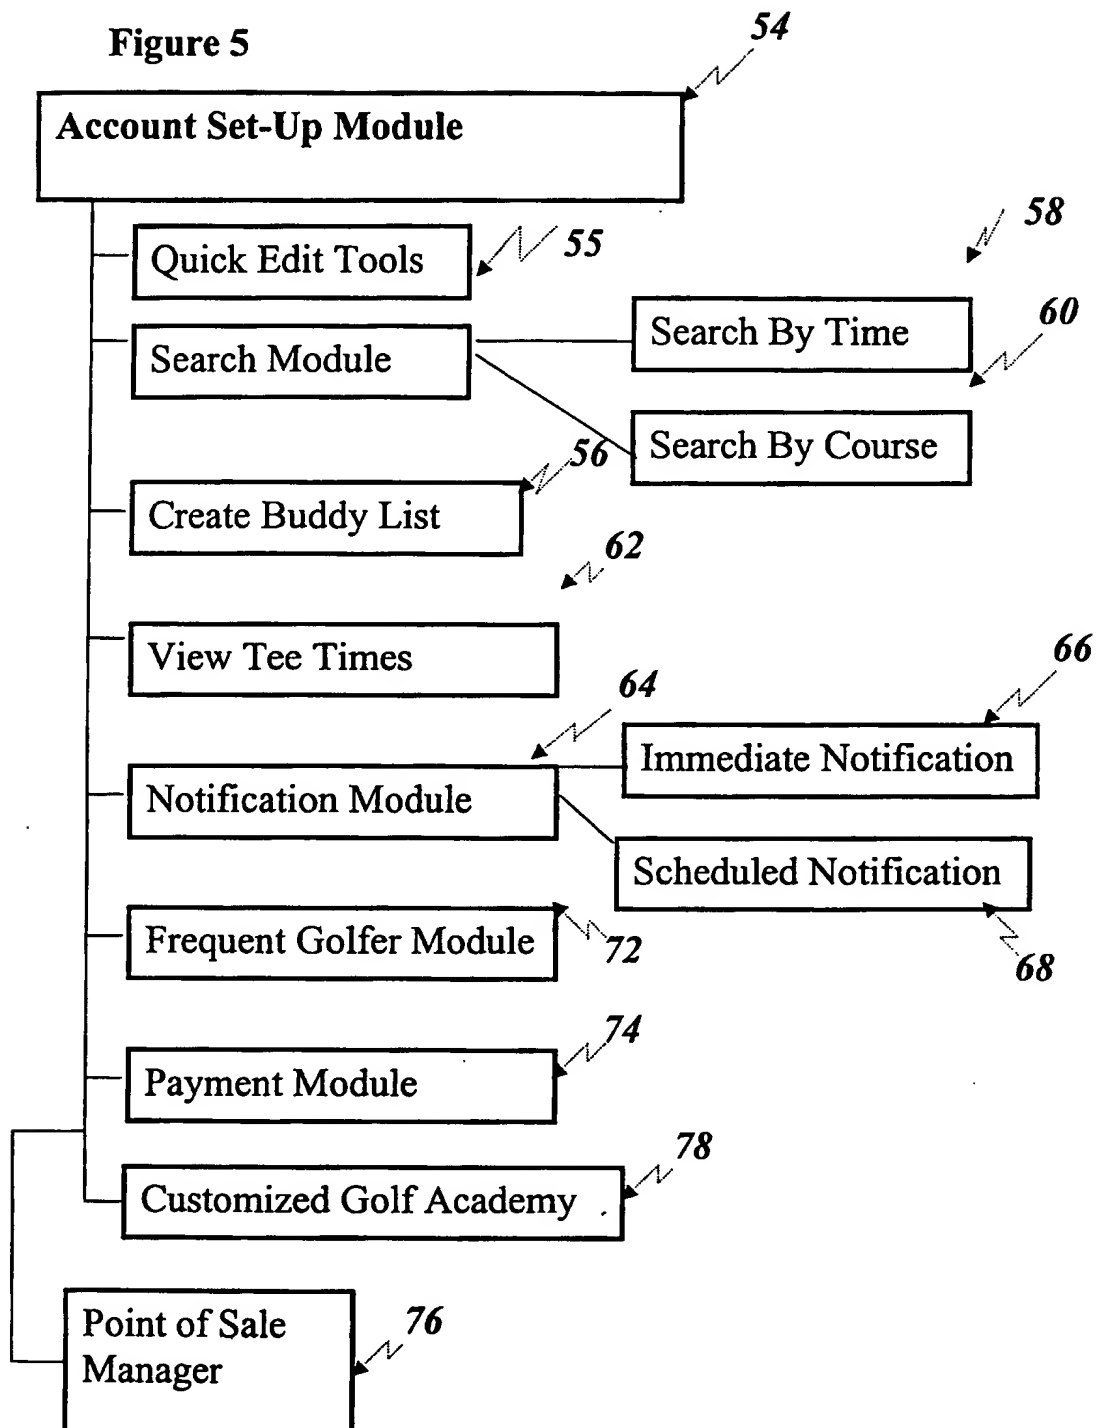 Figure 5
54
Account Set-Up Module
58
Quick Edit Tools
55
60
Search By Time
Search Module
Search By Course
56
Create Buddy List
62
View Tee Times
66
64
Immediate Notification
Notification Module
Scheduled Notification
Frequent Golfer Module
72
68
74
Payment Module
78
Customized Golf Academy
Point of Sale
Manager
76